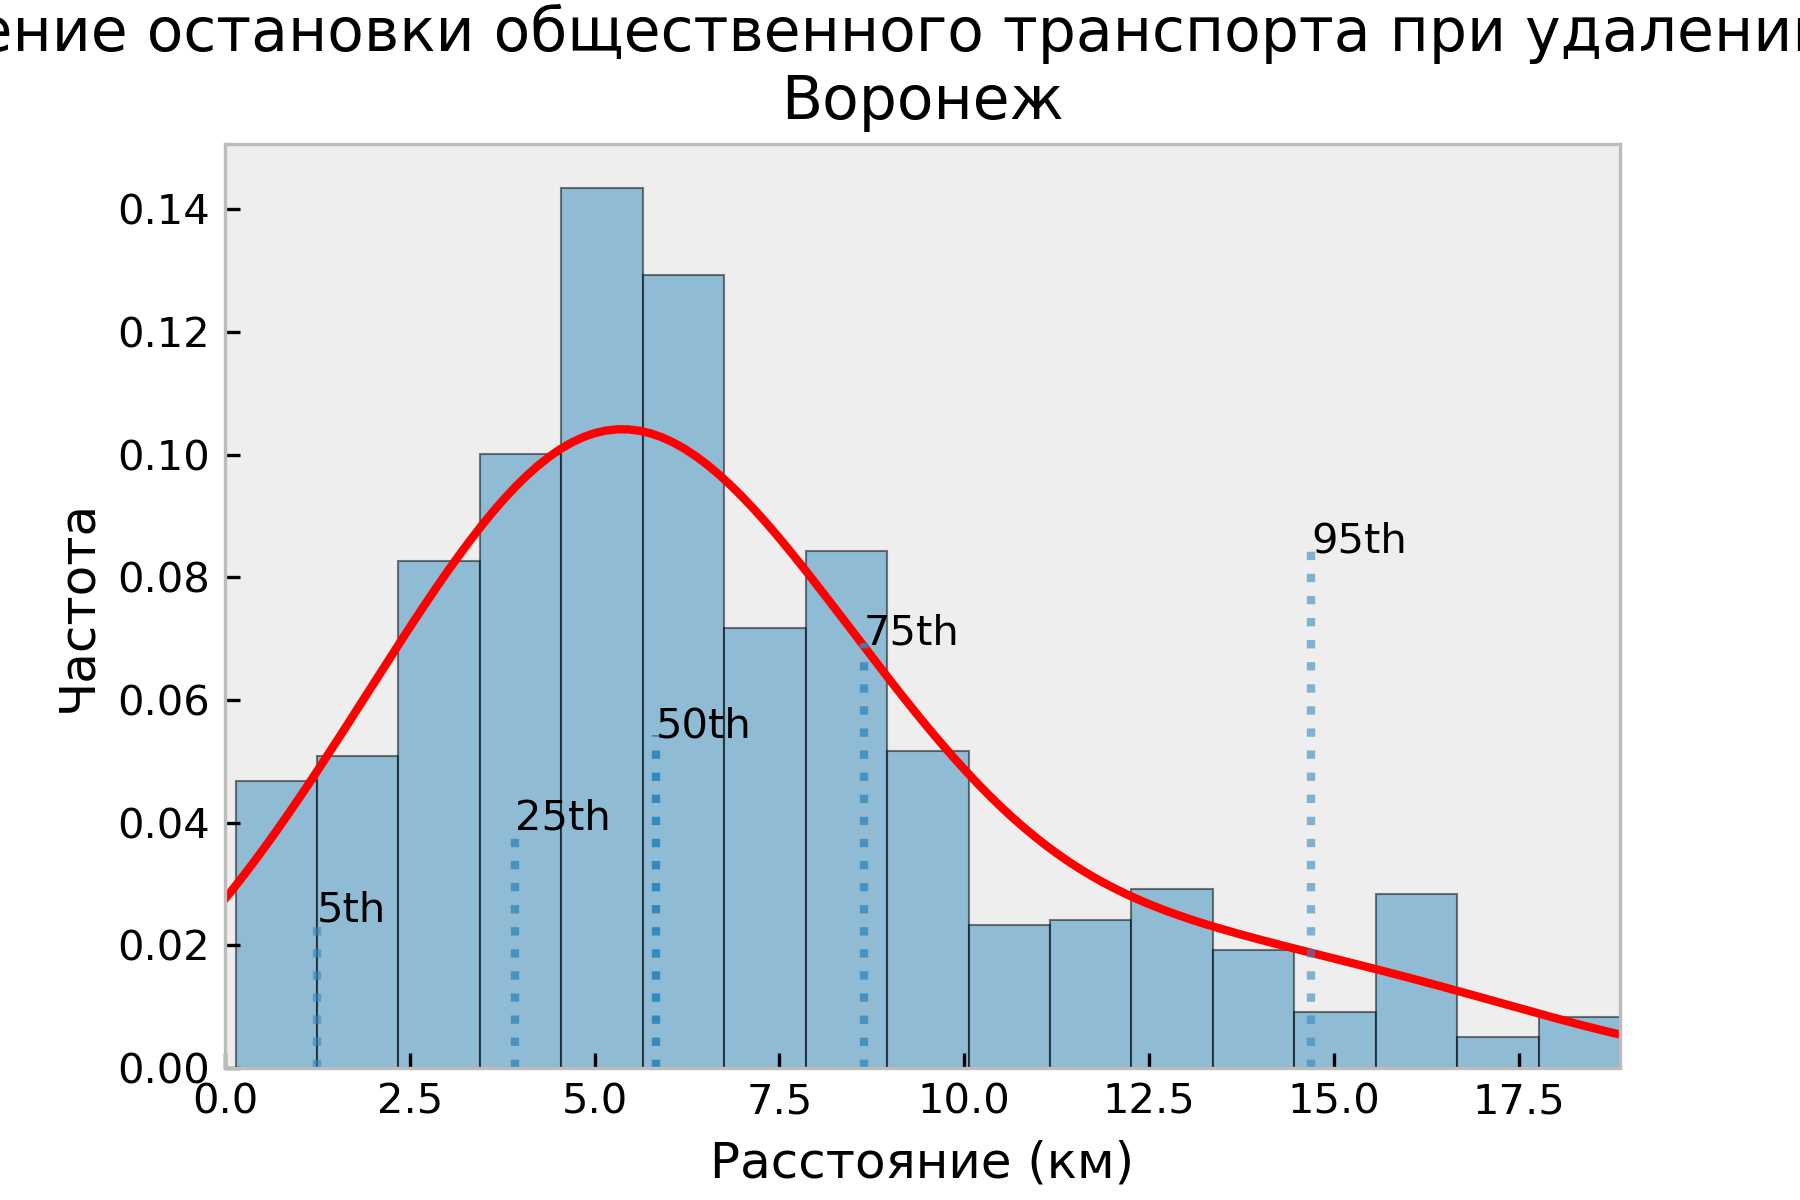 ение остановки общественного транспорта при удалени
Воронеж
0.14
0.12
0.10
0.08
0.06
0.04
0.02
0.00
Частота
95th
75th
50th
25th
5th
0.0 2.5 5.0 7.5 10.0 12.5 15.0 17.5
Расстояние (км)